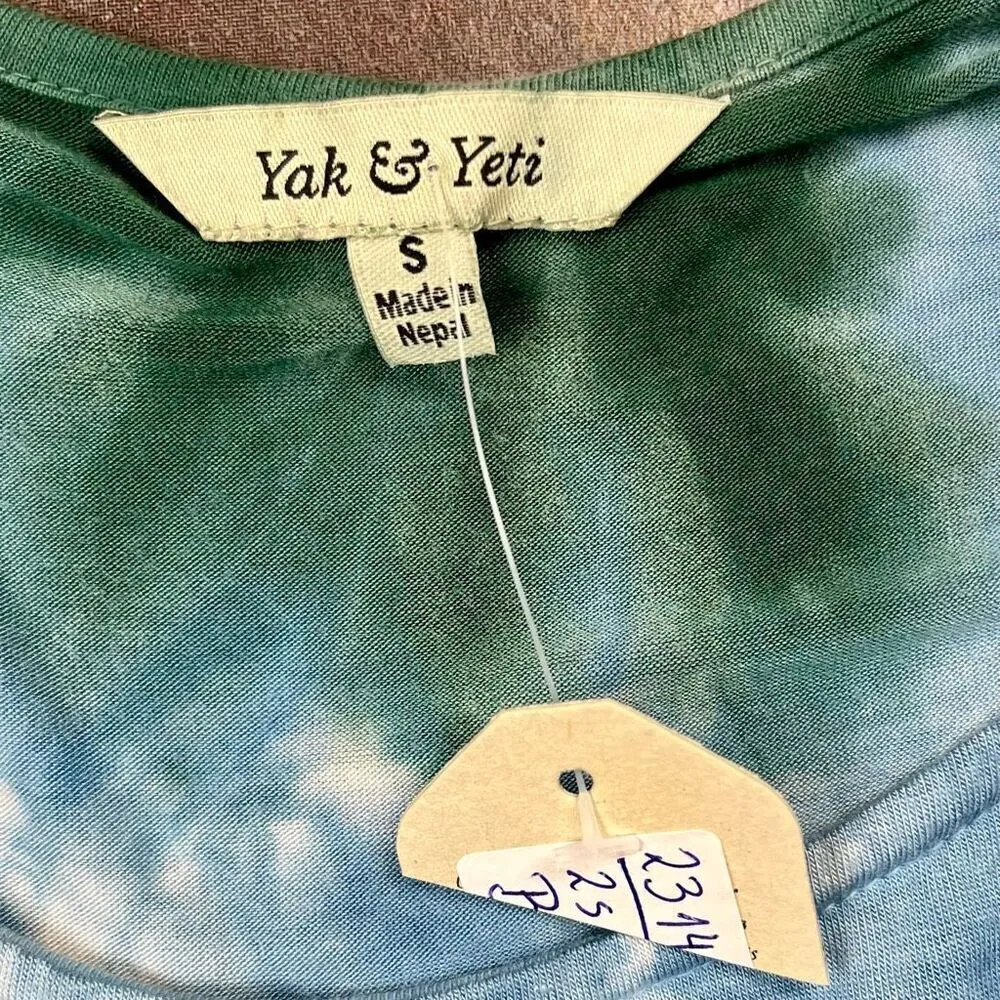 Yak & Yeti
S
Made in
Nepal
2314
25